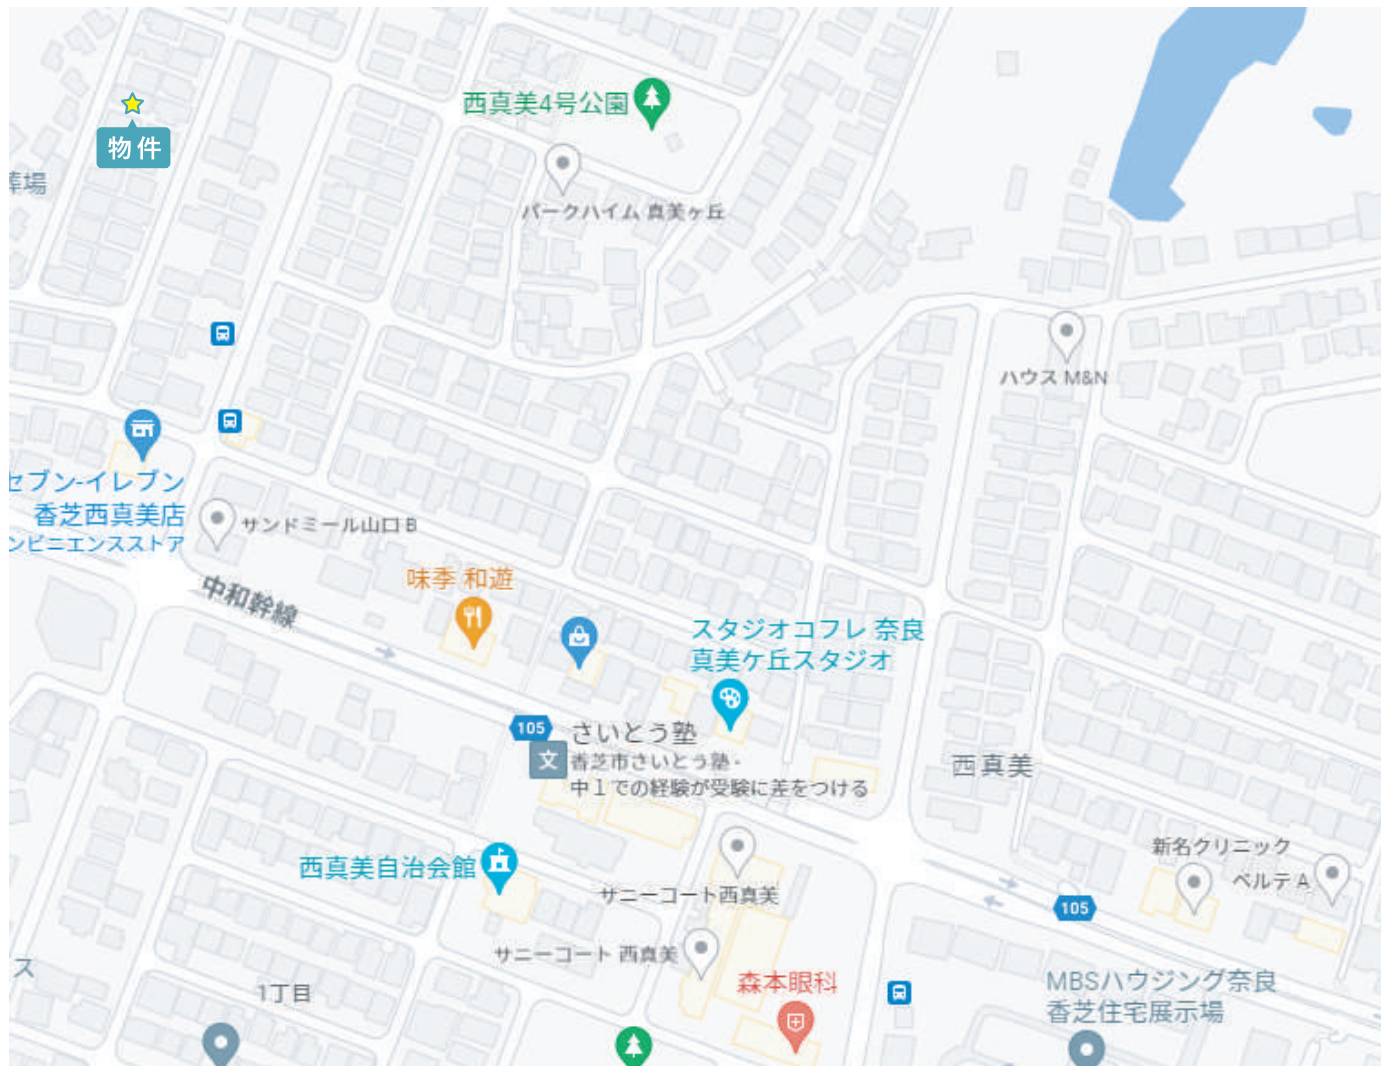 西真美4号公園
物件
葬場
パークハイム 真美ヶ丘
ハウス M&N
セブン-イレブン
香芝西真美店
ンビニエンスストア
サンドミール山口 B
味季 和遊
中和幹線
スタジオコフレ 奈良
真美ケ丘スタジオ
105
さいとう塾
文
香芝市さいとう塾 -
中１での経験が受験に差をつける
西真美
新名クリニック
ベルテ A
西真美自治会館
サニーコート西真美
105
サニーコート 西真美
ス
1丁目
森本眼科
MBSハウジング奈良
香芝住宅展示場